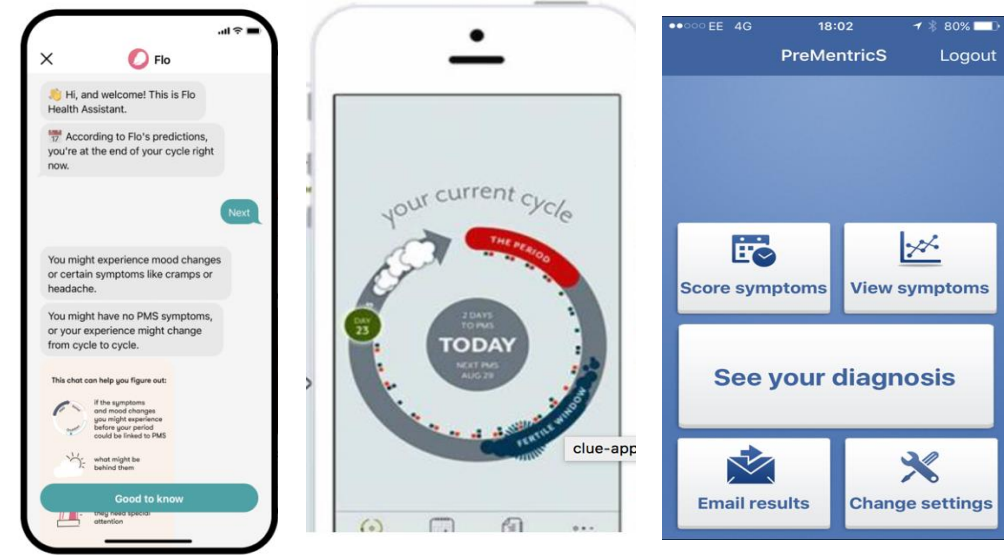 Flo
👋 Hi, and welcome! This is Flo
Health Assistant.
According to Flo's predictions,
you're at the end of your cycle right
now.
Next
You might experience mood changes
or certain symptoms like cramps or
headache.
You might have no PMS symptoms,
or your experience might change
from cycle to cycle.
This chat can help you figure out:
if the symptoms
and mood changes
you might experience
before your period
could be linked to PMS
what might be
behind them
Good to know
they need special
attention
your current cycle
THE PERIOD
DAY
23
2 DAYS
TO PMS
TODAY
NEXT PMS
AUG 29
FERTILE WINDOW
clue-app
EE 4G 18:02 80%
PreMentricS Logout
Score symptoms
View symptoms
See your diagnosis
Email results
Change settings